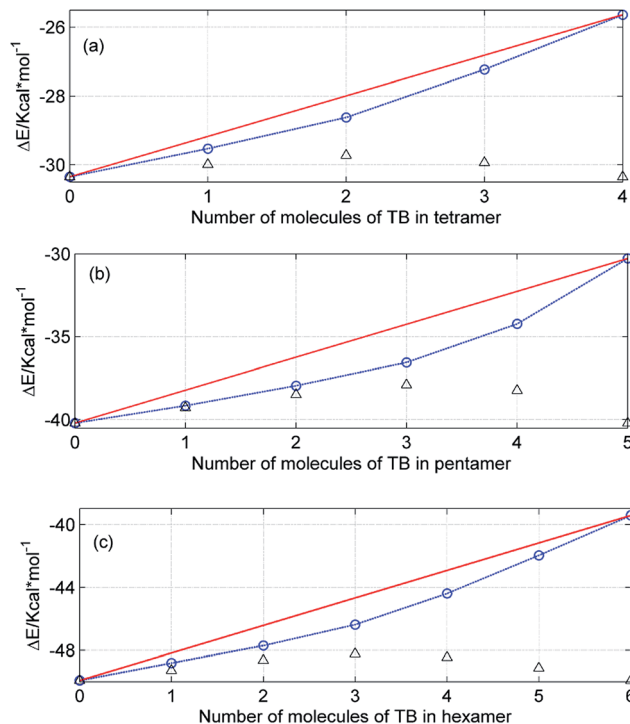 (a)
ΔE/Kcal*mol⁻¹
-26
-28
-30
0 1 2 3 4
Number of molecules of TB in tetramer
(b)
ΔE/Kcal*mol⁻¹
-30
-35
-40
0 1 2 3 4 5
Number of molecules of TB in pentamer
(c)
ΔE/Kcal*mol⁻¹
-40
-44
-48
0 1 2 3 4 5 6
Number of molecules of TB in hexamer